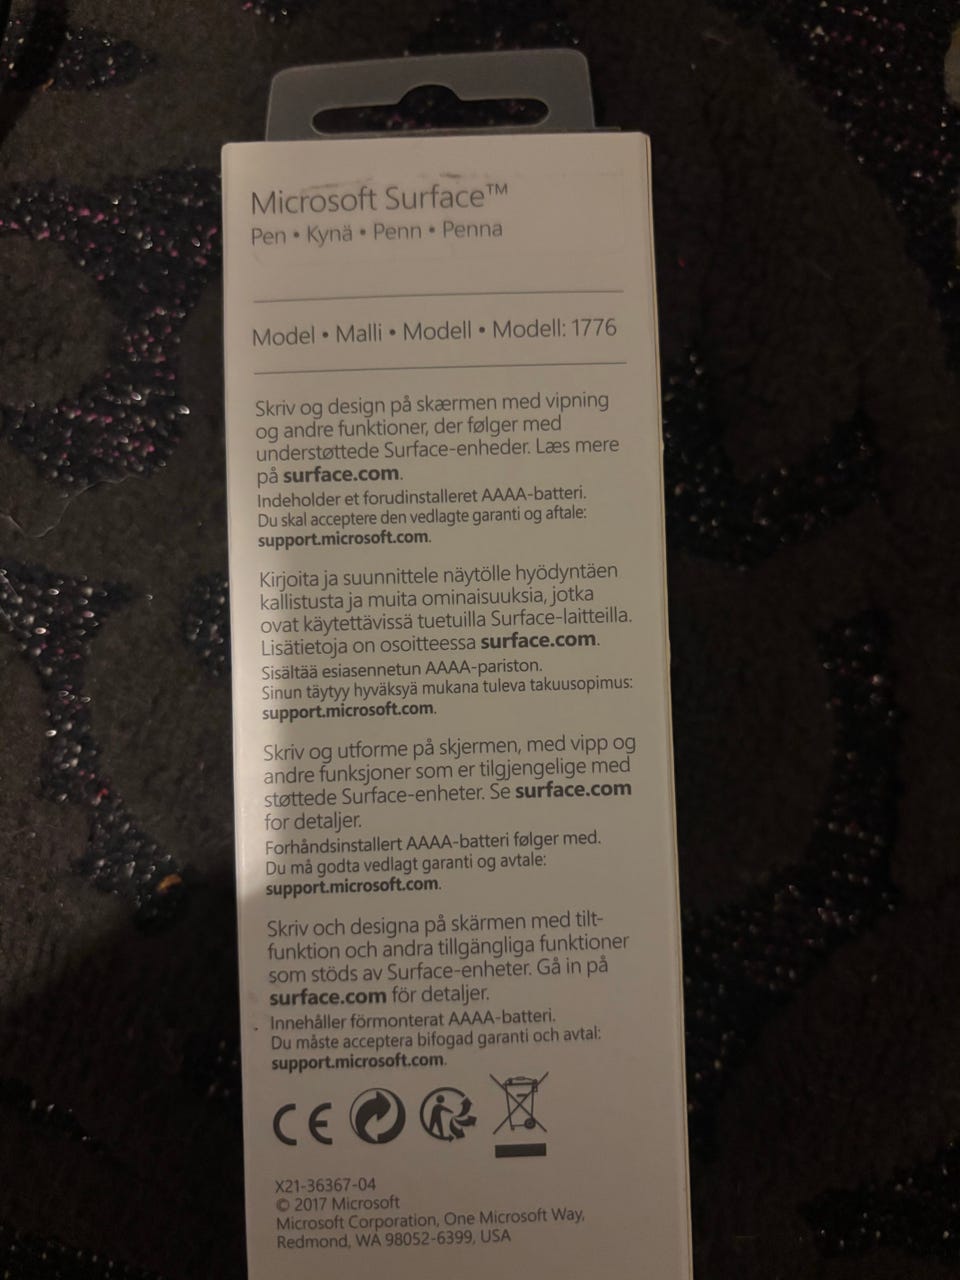 Microsoft Surface™
Pen • Kynä • Penn • Penna
Model • Malli • Modell • Modell: 1776
Skriv og design på skærmen med vipning
og andre funktioner, der følger med
understøttede Surface-enheder. Læs mere
på surface.com.
Indeholder et forudinstalleret AAAA-batteri.
Du skal acceptere den vedlagte garanti og aftale:
support.microsoft.com.
Kirjoita ja suunnittele näytölle hyödyntäen
kallistusta ja muita ominaisuuksia, jotka
ovat käytettävissä tuetuilla Surface-laitteilla.
Lisätietoja on osoitteessa surface.com.
Sisältää esiasennetun AAAA-pariston.
Sinun täytyy hyväksyä mukana tuleva takuusopimus:
support.microsoft.com.
Skriv og utforme på skjermen, med vipp og
andre funksjoner som er tilgjengelige med
støttede Surface-enheter. Se surface.com
for detaljer.
Forhåndsinstallert AAAA-batteri følger med.
Du må godta vedlagt garanti og avtale:
support.microsoft.com.
Skriv och designa på skärmen med tilt-
funktion och andra tillgängliga funktioner
som stöds av Surface-enheter. Gå in på
surface.com för detaljer.
Innehåller förmonterat AAAA-batteri.
Du måste acceptera bifogad garanti och avtal:
support.microsoft.com.
CE
X21-36367-04
© 2017 Microsoft
Microsoft Corporation, One Microsoft Way,
Redmond, WA 98052-6399, USA